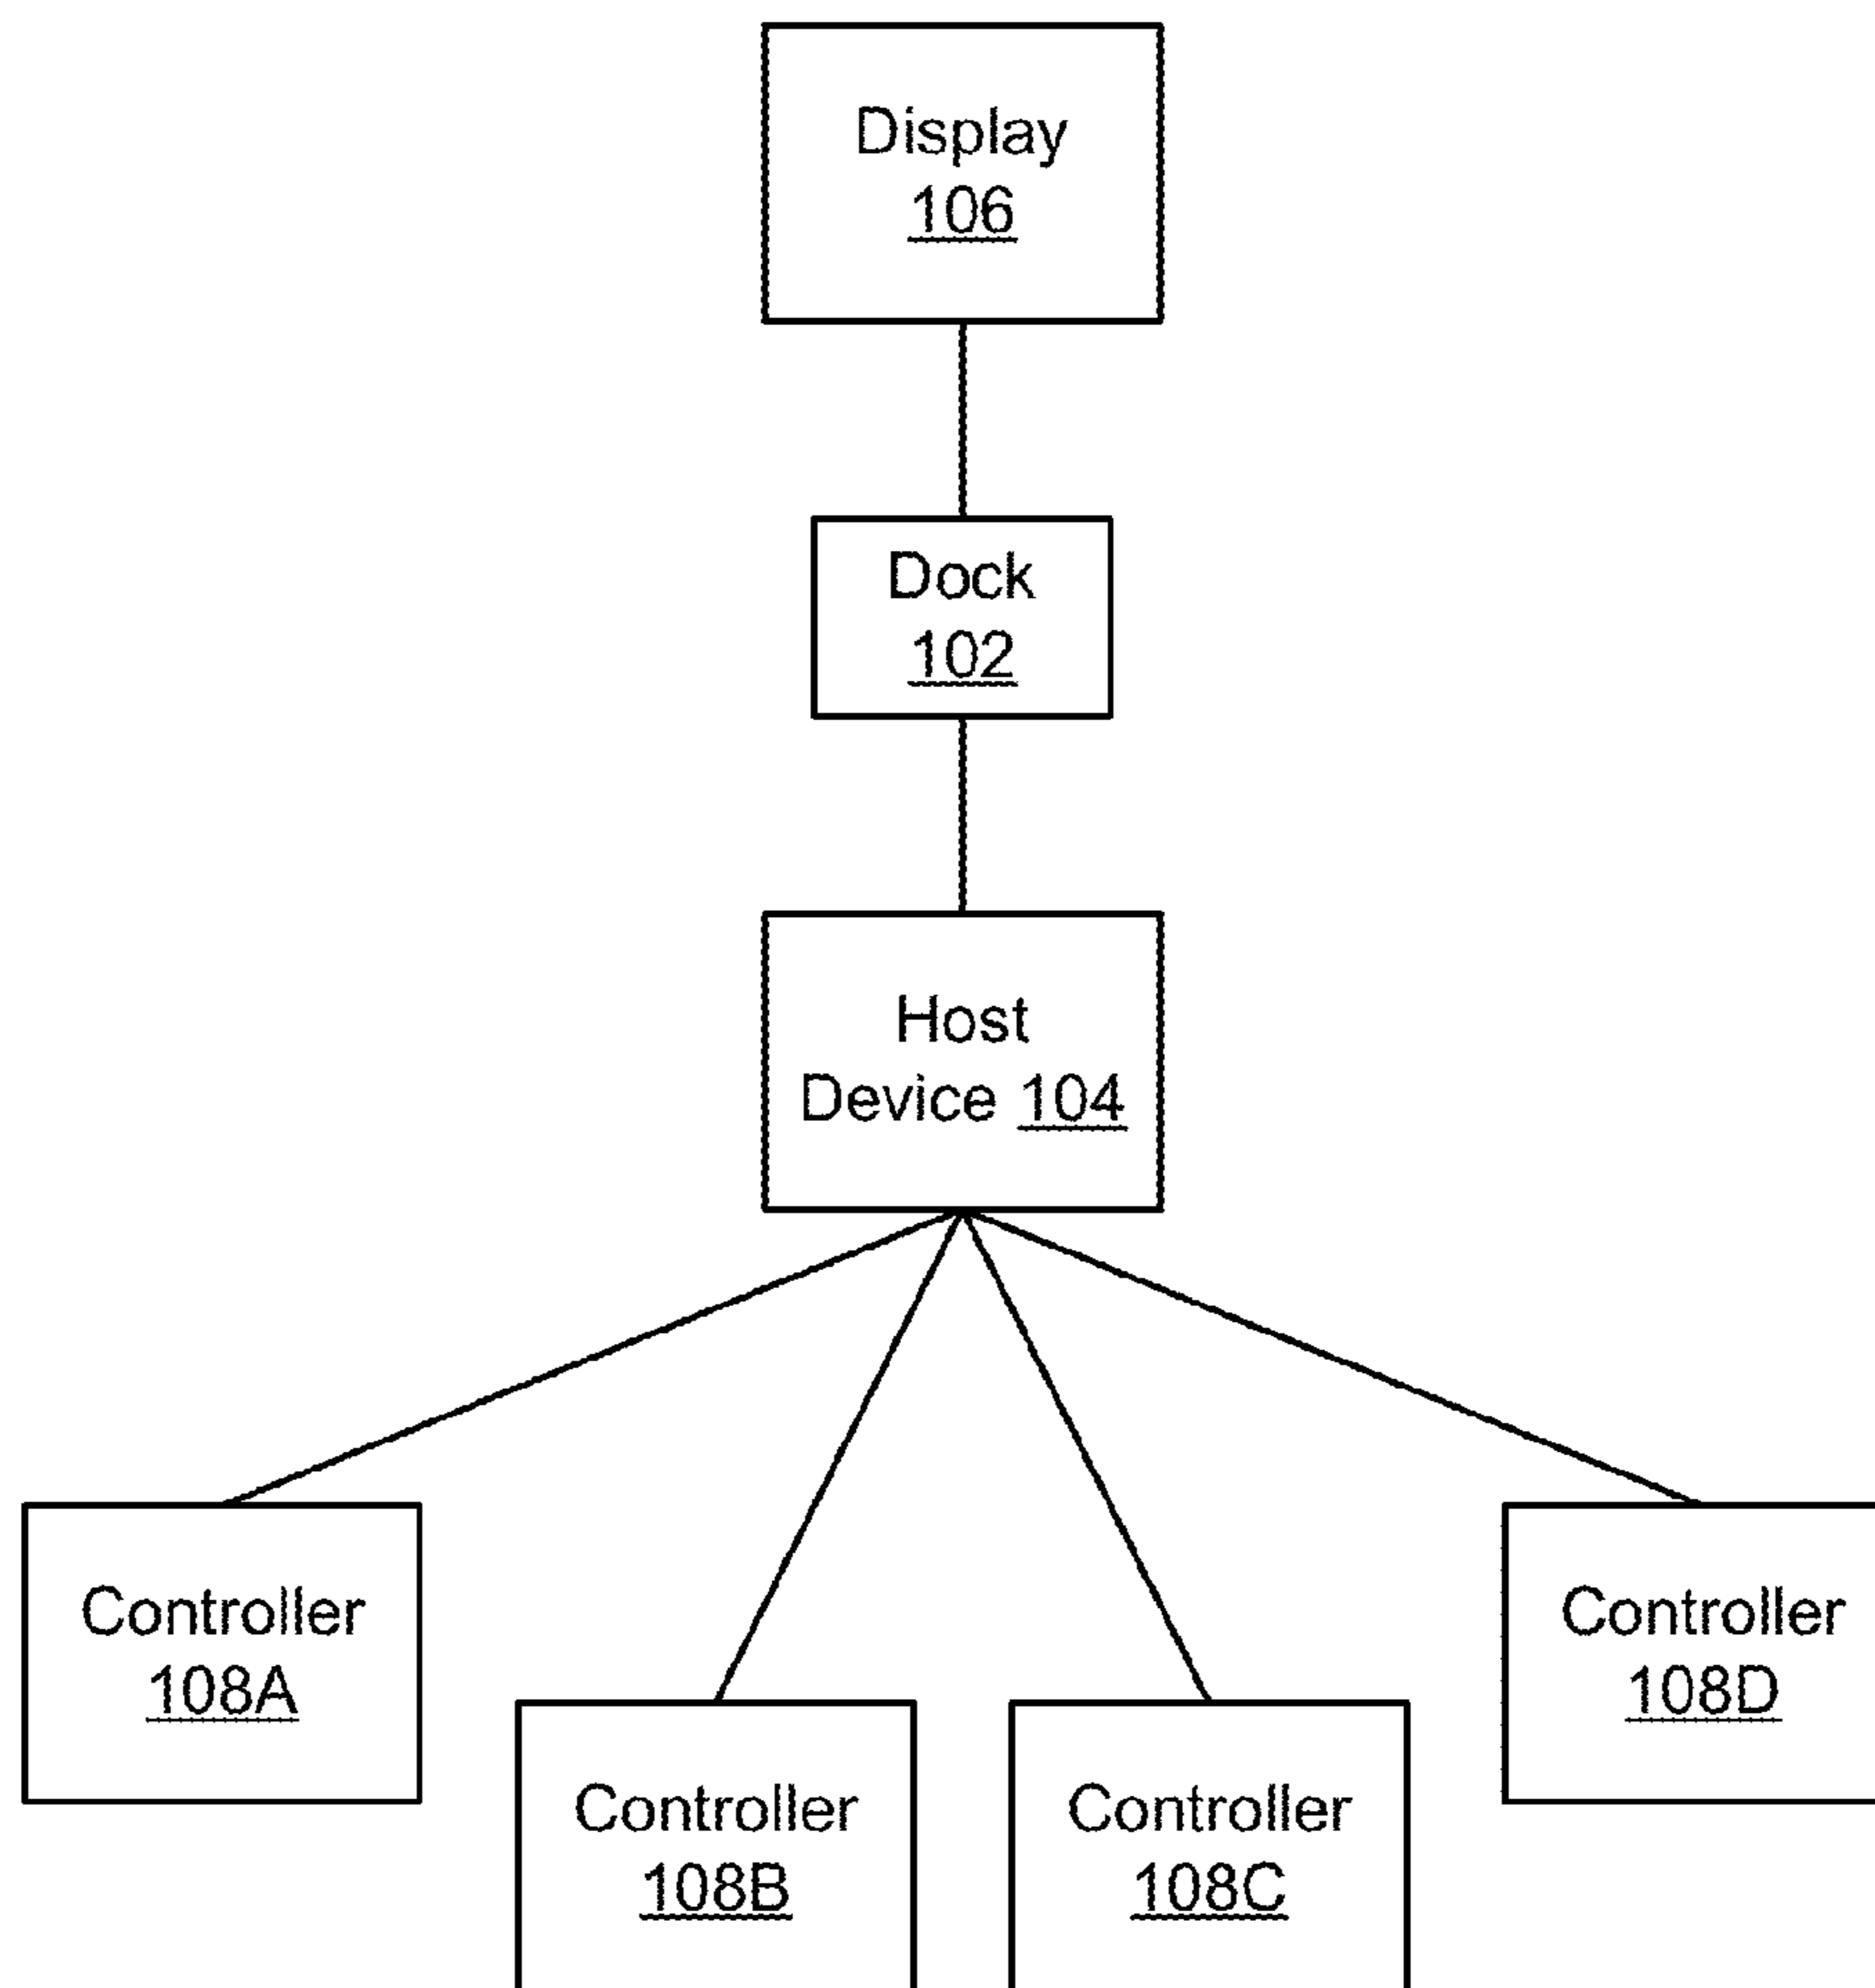 Display
106
Dock
102
Host
Device 104
Controller
108A
Controller
108B
Controller
108C
Controller
108D